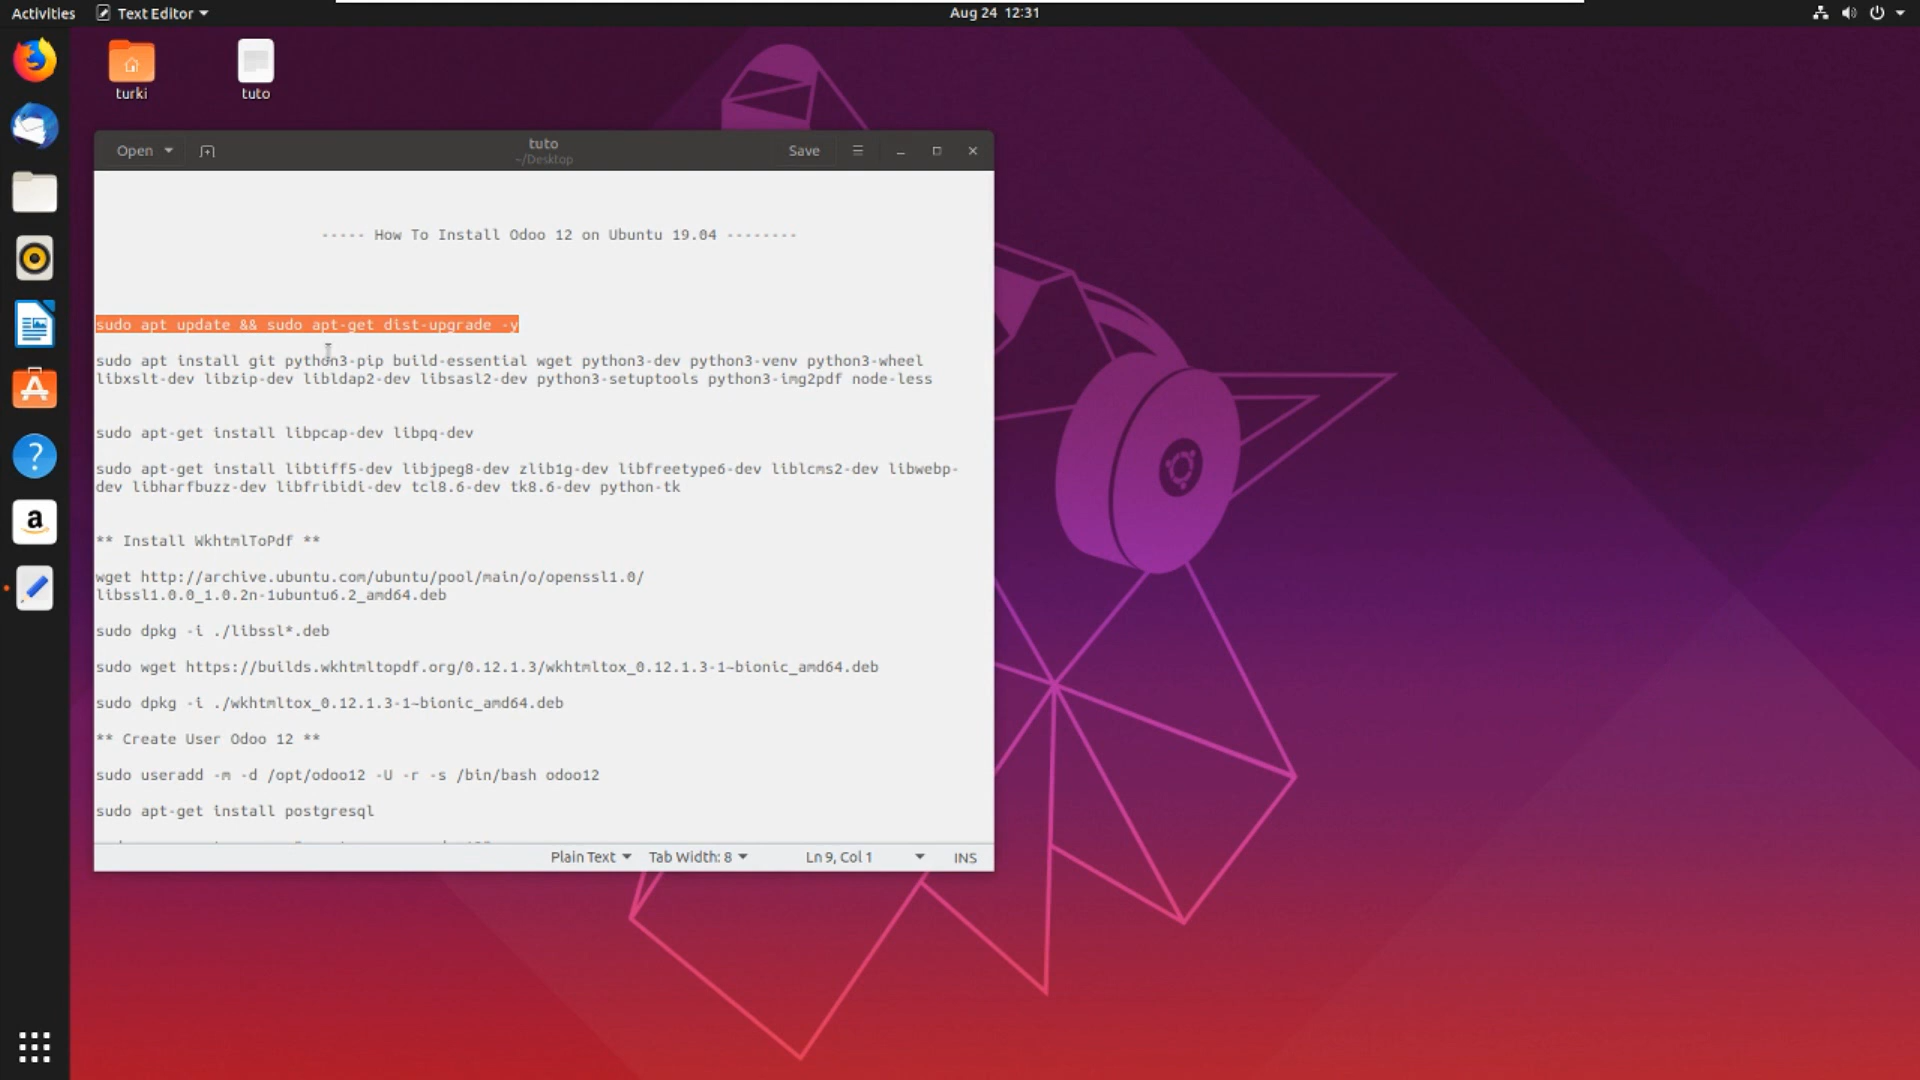 Activities Text Editor Aug 24 12:31
turki tuto
Open tuto Save
~/Desktop
----- How To Install Odoo 12 on Ubuntu 19.04 --------
sudo apt update && sudo apt-get dist-upgrade -y
sudo apt install git python3-pip build-essential wget python3-dev python3-venv python3-wheel
libxslt-dev libzip-dev libldap2-dev libsasl2-dev python3-setuptools python3-img2pdf node-less
sudo apt-get install libpcap-dev libpq-dev
sudo apt-get install libtiff5-dev libjpeg8-dev zlib1g-dev libfreetype6-dev liblcms2-dev libwebp-
dev libharfbuzz-dev libfribidi-dev tcl8.6-dev tk8.6-dev python-tk
** Install WkhtmlToPdf **
wget http://archive.ubuntu.com/ubuntu/pool/main/o/openssl1.0/
libssl1.0.0_1.0.2n-1ubuntu6.2_amd64.deb
sudo dpkg -i ./libssl*.deb
sudo wget https://builds.wkhtmltopdf.org/0.12.1.3/wkhtmltox_0.12.1.3-1~bionic_amd64.deb
sudo dpkg -i ./wkhtmltox_0.12.1.3-1~bionic_amd64.deb
** Create User Odoo 12 **
sudo useradd -m -d /opt/odoo12 -U -r -s /bin/bash odoo12
sudo apt-get install postgresql
Plain Text Tab Width: 8 Ln 9, Col 1 INS